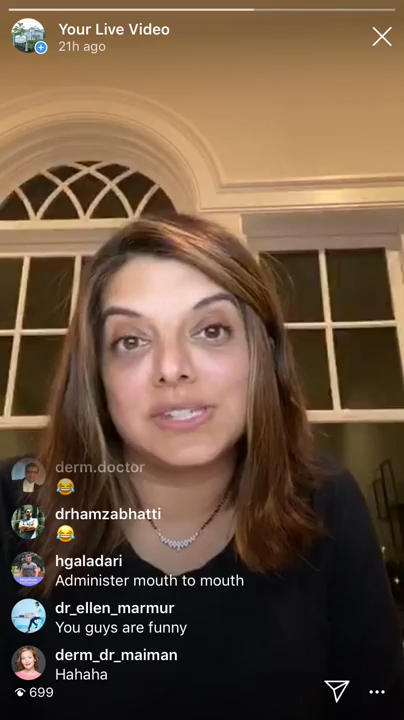 Your Live Video
21h ago
derm.doctor
😂
drhamzabhatti
😂
hgaladari
Administer mouth to mouth
dr_ellen_marmur
You guys are funny
derm_dr_maiman
Hahaha
699